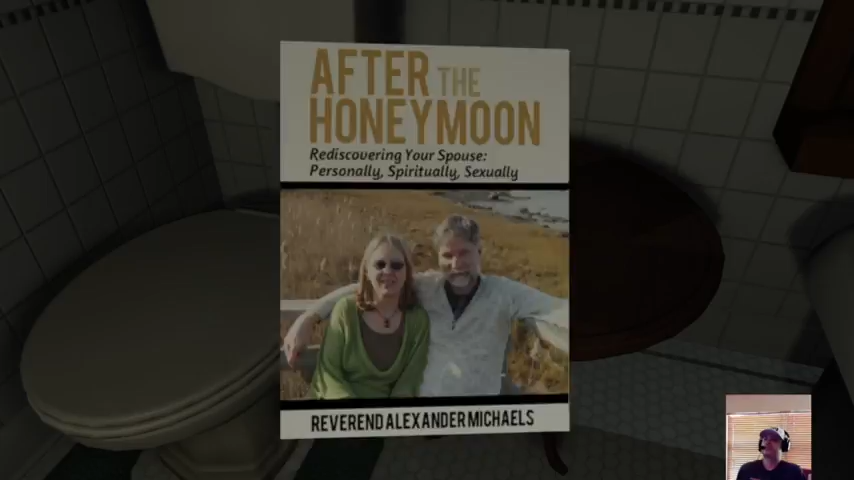 AFTER THE
HONEYMOON
Rediscovering Your Spouse:
Personally, Spiritually, Sexually
REVEREND ALEXANDER MICHAELS